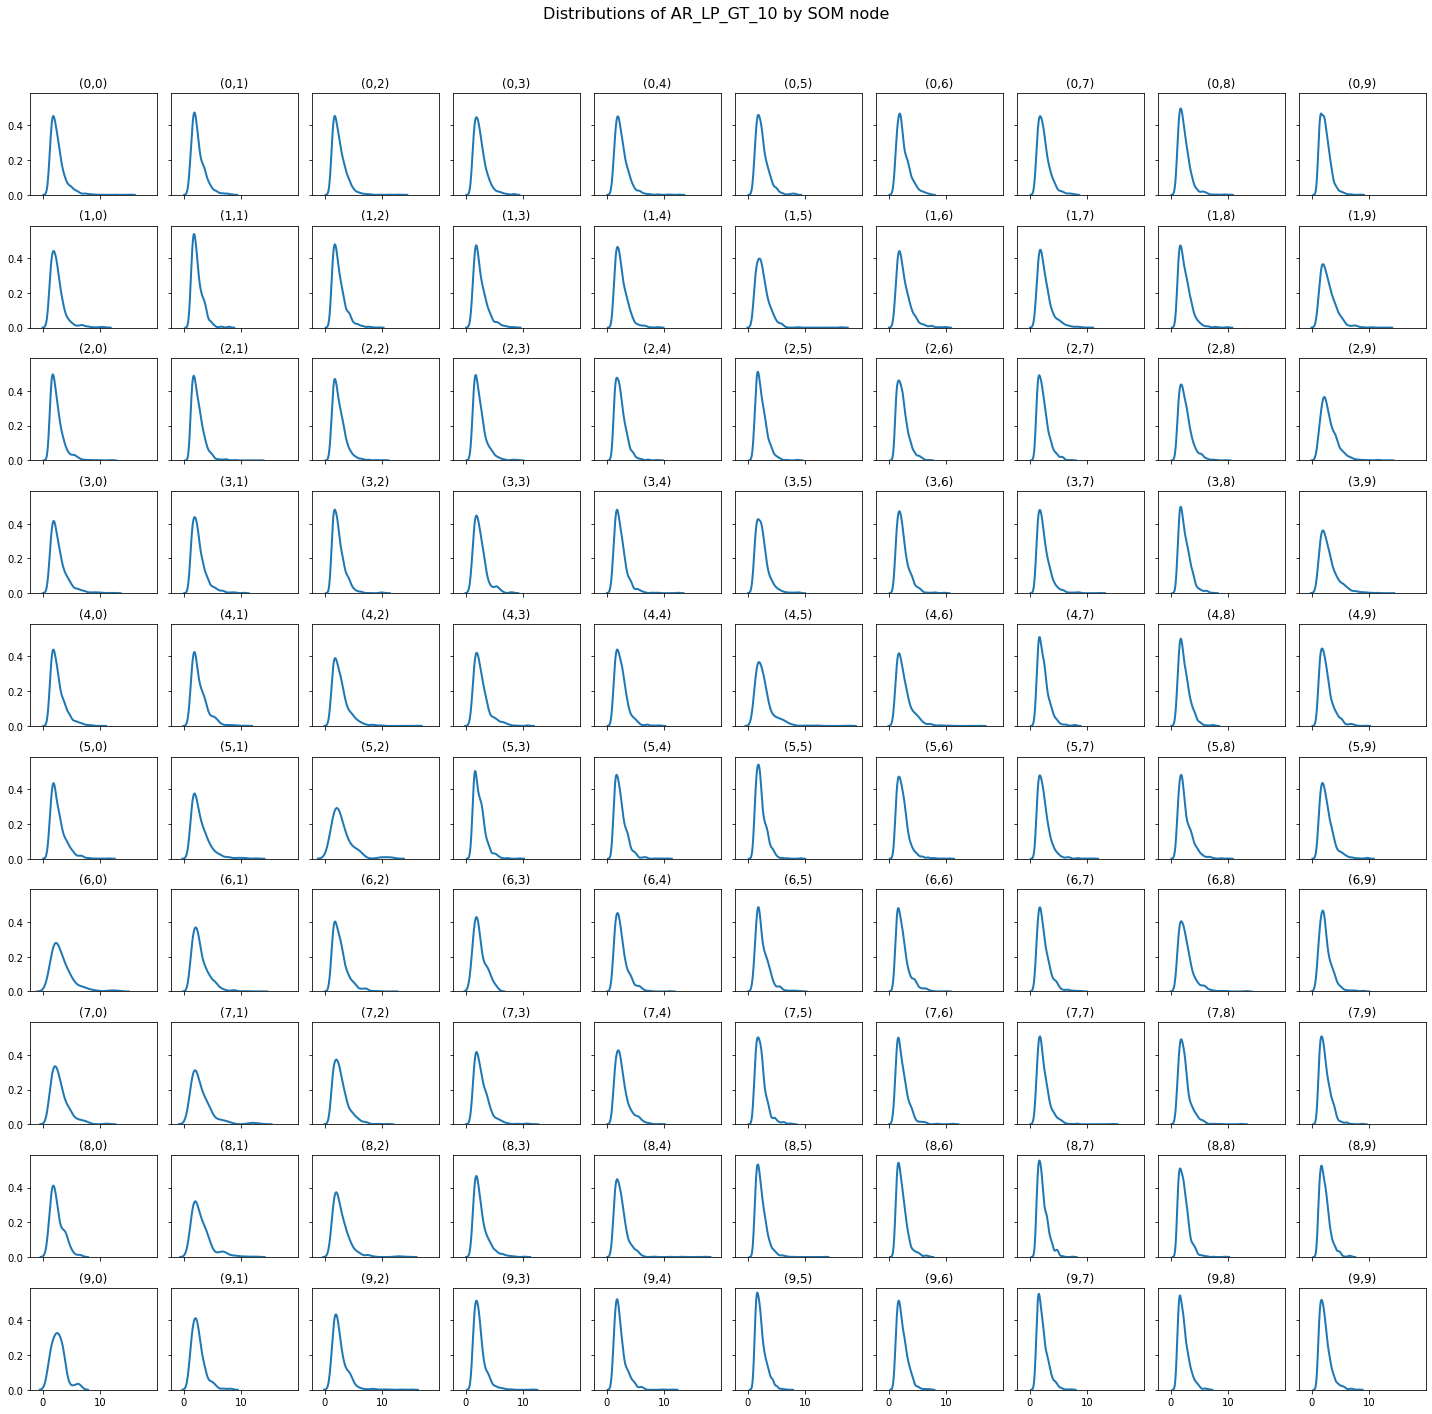 Distributions of AR_LP_GT_10 by SOM node
(0,0) (0,1) (0,2) (0,3) (0,4) (0,5) (0,6) (0,7) (0,8) (0,9)
0.4
0.2
0.0
(1,0) (1,1) (1,2) (1,3) (1,4) (1,5) (1,6) (1,7) (1,8) (1,9)
0.4
0.2
0.0
(2,0) (2,1) (2,2) (2,3) (2,4) (2,5) (2,6) (2,7) (2,8) (2,9)
0.4
0.2
0.0
(3,0) (3,1) (3,2) (3,3) (3,4) (3,5) (3,6) (3,7) (3,8) (3,9)
0.4
0.2
0.0
(4,0) (4,1) (4,2) (4,3) (4,4) (4,5) (4,6) (4,7) (4,8) (4,9)
0.4
0.2
0.0
(5,0) (5,1) (5,2) (5,3) (5,4) (5,5) (5,6) (5,7) (5,8) (5,9)
0.4
0.2
0.0
(6,0) (6,1) (6,2) (6,3) (6,4) (6,5) (6,6) (6,7) (6,8) (6,9)
0.4
0.2
0.0
(7,0) (7,1) (7,2) (7,3) (7,4) (7,5) (7,6) (7,7) (7,8) (7,9)
0.4
0.2
0.0
(8,0) (8,1) (8,2) (8,3) (8,4) (8,5) (8,6) (8,7) (8,8) (8,9)
0.4
0.2
0.0
(9,0) (9,1) (9,2) (9,3) (9,4) (9,5) (9,6) (9,7) (9,8) (9,9)
0.4
0.2
0.0
0 10 0 10 0 10 0 10 0 10 0 10 0 10 0 10 0 10 0 10